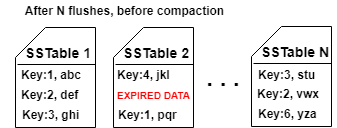 After N flushes, before compaction
SSTable 1
Key:1, abc
Key:2, def
Key:3, ghi
SSTable 2
Key:4, jkl
EXPIRED DATA
Key:1, pqr
. . .
SSTable N
Key:3, stu
Key:2, vwx
Key:6, yza